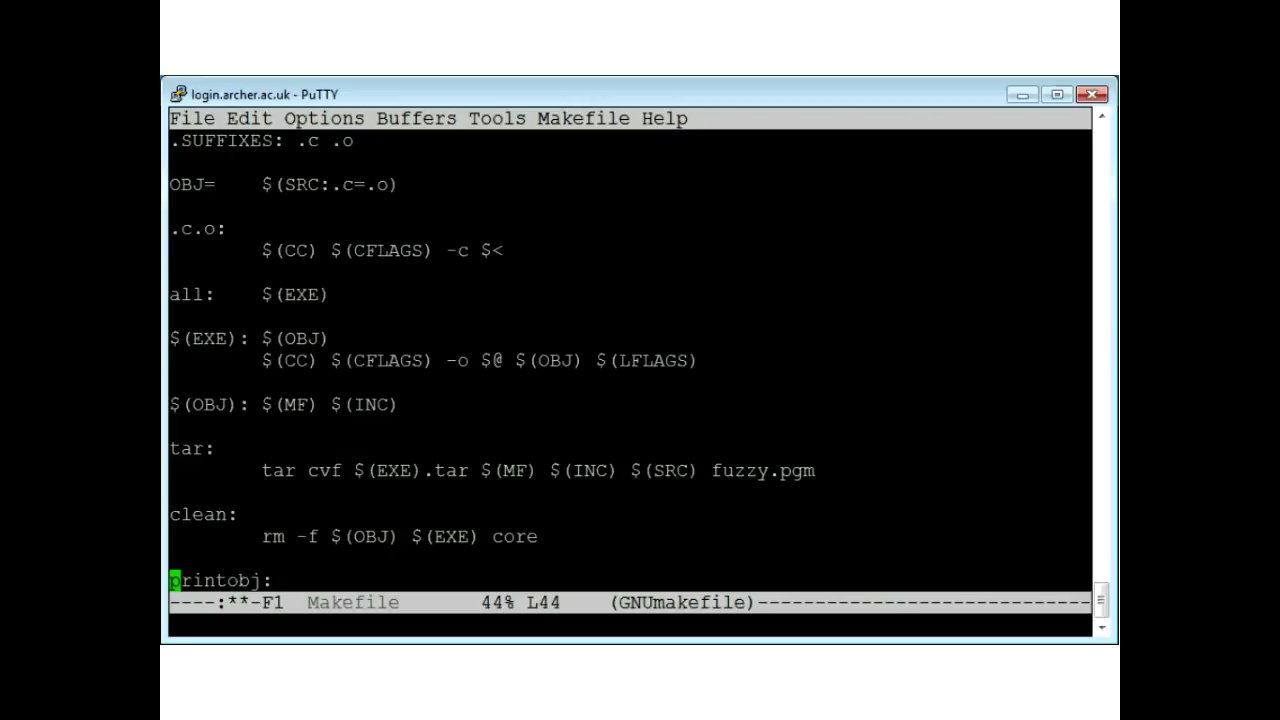 login.archer.ac.uk - PuTTY
File Edit Options Buffers Tools Makefile Help
.SUFFIXES: .c .o
OBJ=    $(SRC:.c=.o)
.c.o:
        $(CC) $(CFLAGS) -c $<
all:    $(EXE)
$(EXE): $(OBJ)
        $(CC) $(CFLAGS) -o $@ $(OBJ) $(LFLAGS)
$(OBJ): $(MF) $(INC)
tar:
        tar cvf $(EXE).tar $(MF) $(INC) $(SRC) fuzzy.pgm
clean:
        rm -f $(OBJ) $(EXE) core
printobj:
----:**-F1  Makefile       44% L44    (GNUmakefile)-----------------------------